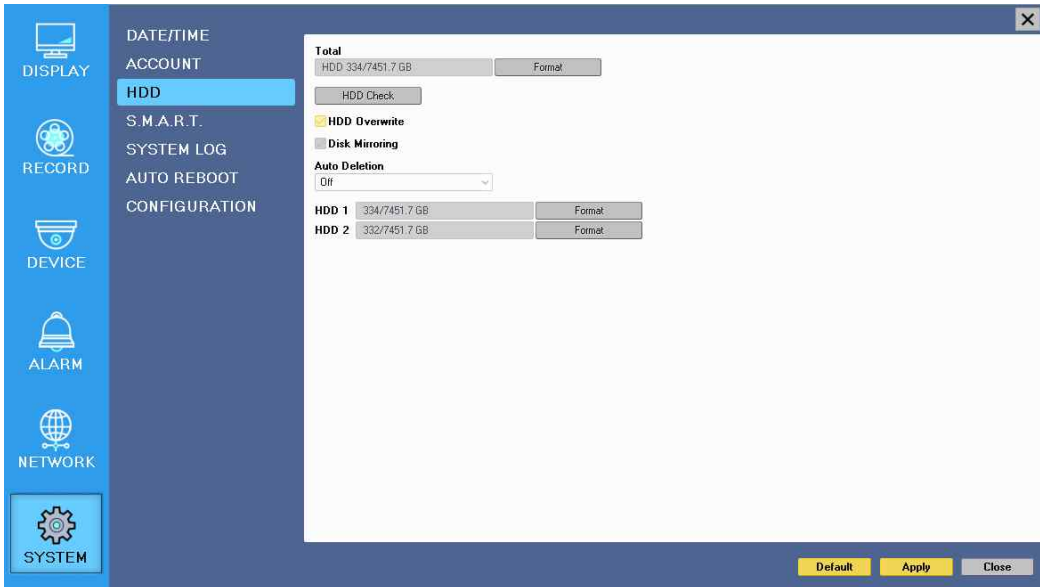 DISPLAY
RECORD
DEVICE
ALARM
NETWORK
SYSTEM
DATE/TIME
ACCOUNT
HDD
S.M.A.R.T.
SYSTEM LOG
AUTO REBOOT
CONFIGURATION
Total
HDD 334/7451.7 GB Format
HDD Check
HDD Overwrite
Disk Mirroring
Auto Deletion
Off
HDD 1 334/7451.7 GB Format
HDD 2 332/7451.7 GB Format
Default Apply Close